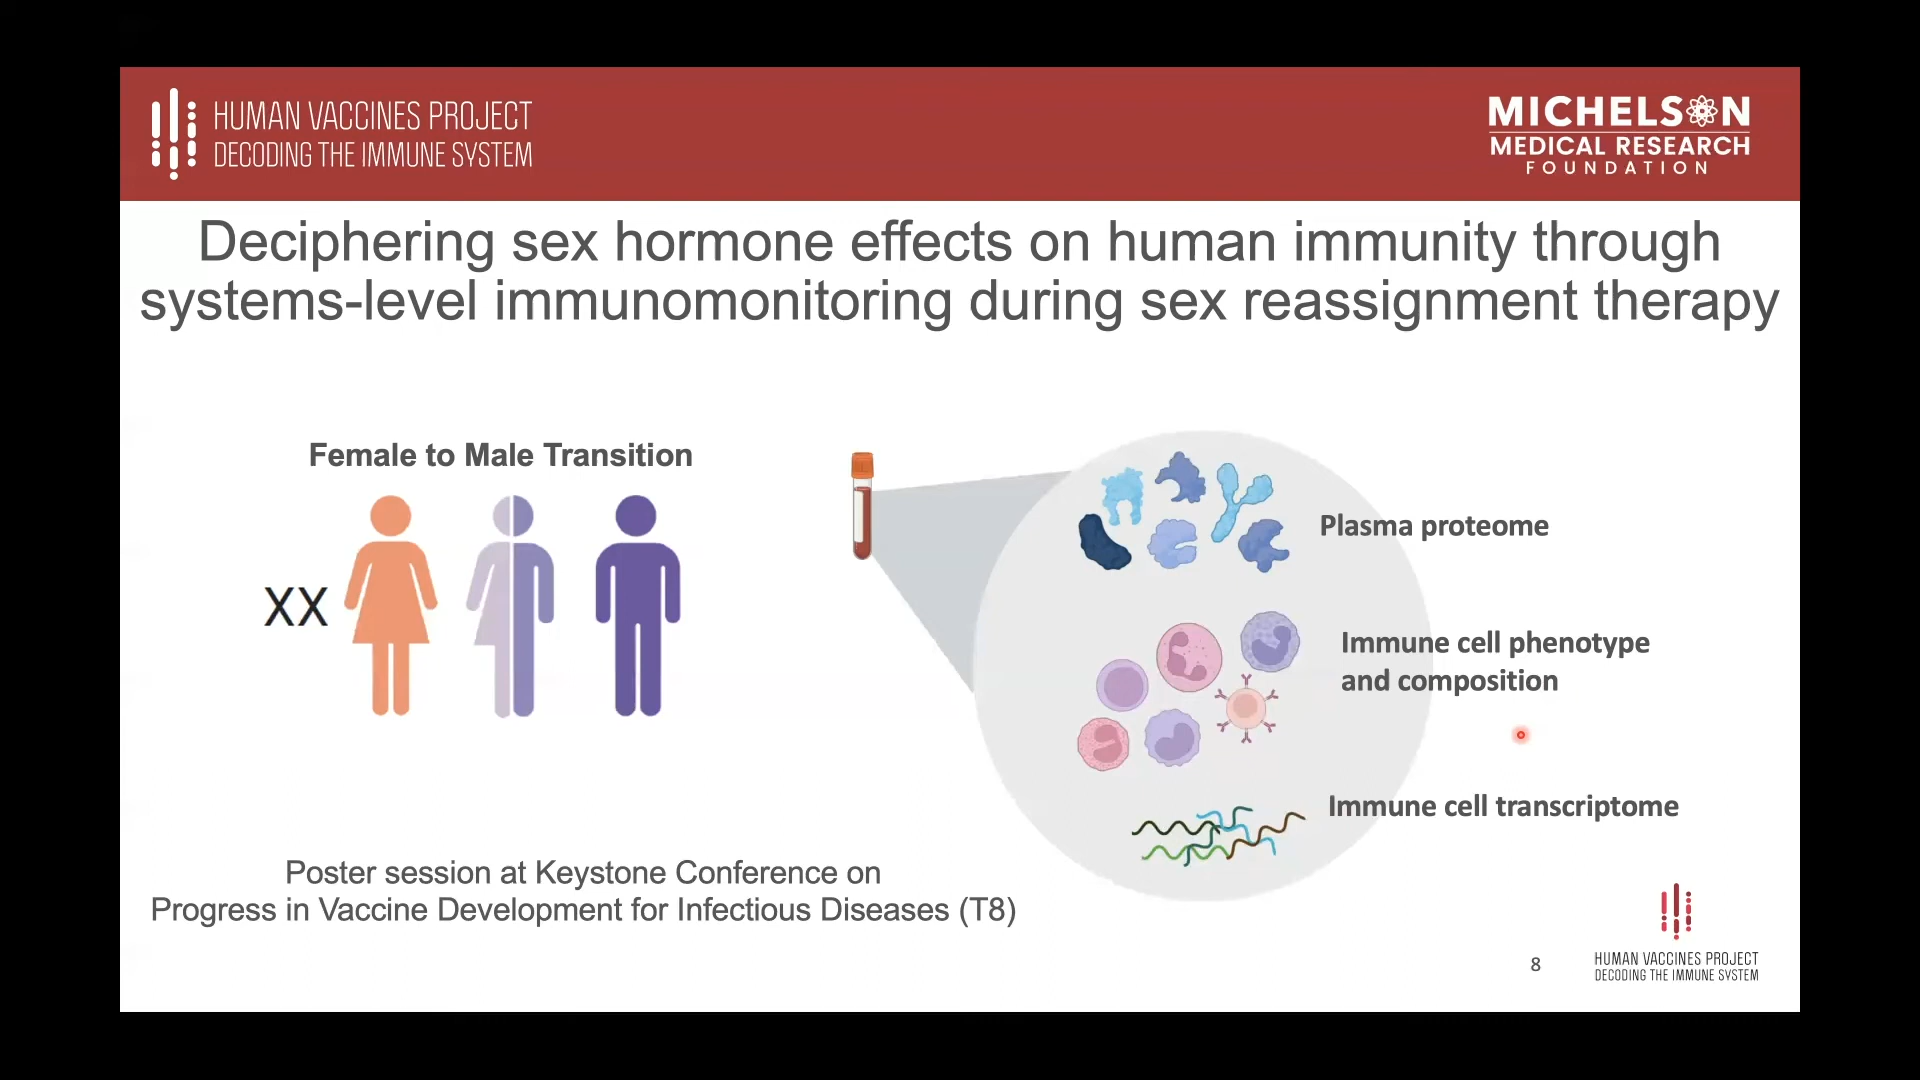 HUMAN VACCINES PROJECT
DECODING THE IMMUNE SYSTEM
MICHELSON
MEDICAL RESEARCH
FOUNDATION
Deciphering sex hormone effects on human immunity through
systems-level immunomonitoring during sex reassignment therapy
Female to Male Transition
XX
Plasma proteome
Immune cell phenotype
and composition
Immune cell transcriptome
Poster session at Keystone Conference on
Progress in Vaccine Development for Infectious Diseases (T8)
8
HUMAN VACCINES PROJECT
DECODING THE IMMUNE SYSTEM